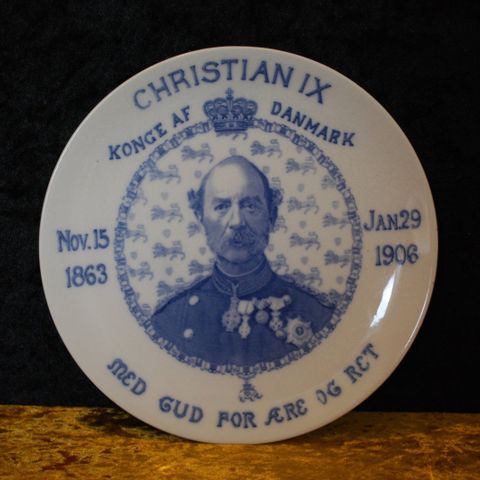 CHRISTIAN IX
KONGE AF DANMARK
Nov. 15
1863
Jan. 29
1906
MED GUD FOR ÆRE OG RET